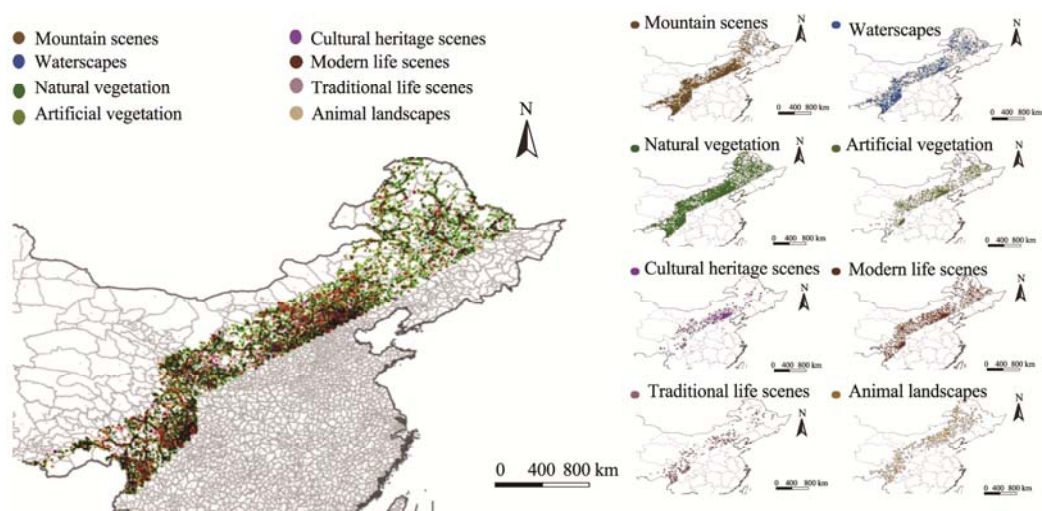 Mountain scenes
Waterscapes
Natural vegetation
Artificial vegetation
Cultural heritage scenes
Modern life scenes
Traditional life scenes
Animal landscapes
N
0 400 800 km
Mountain scenes
N
0 400 800 km
Waterscapes
N
0 400 800 km
Natural vegetation
N
0 400 800 km
Artificial vegetation
N
0 400 800 km
Cultural heritage scenes
N
0 400 800 km
Modern life scenes
N
0 400 800 km
Traditional life scenes
N
0 400 800 km
Animal landscapes
N
0 400 800 km